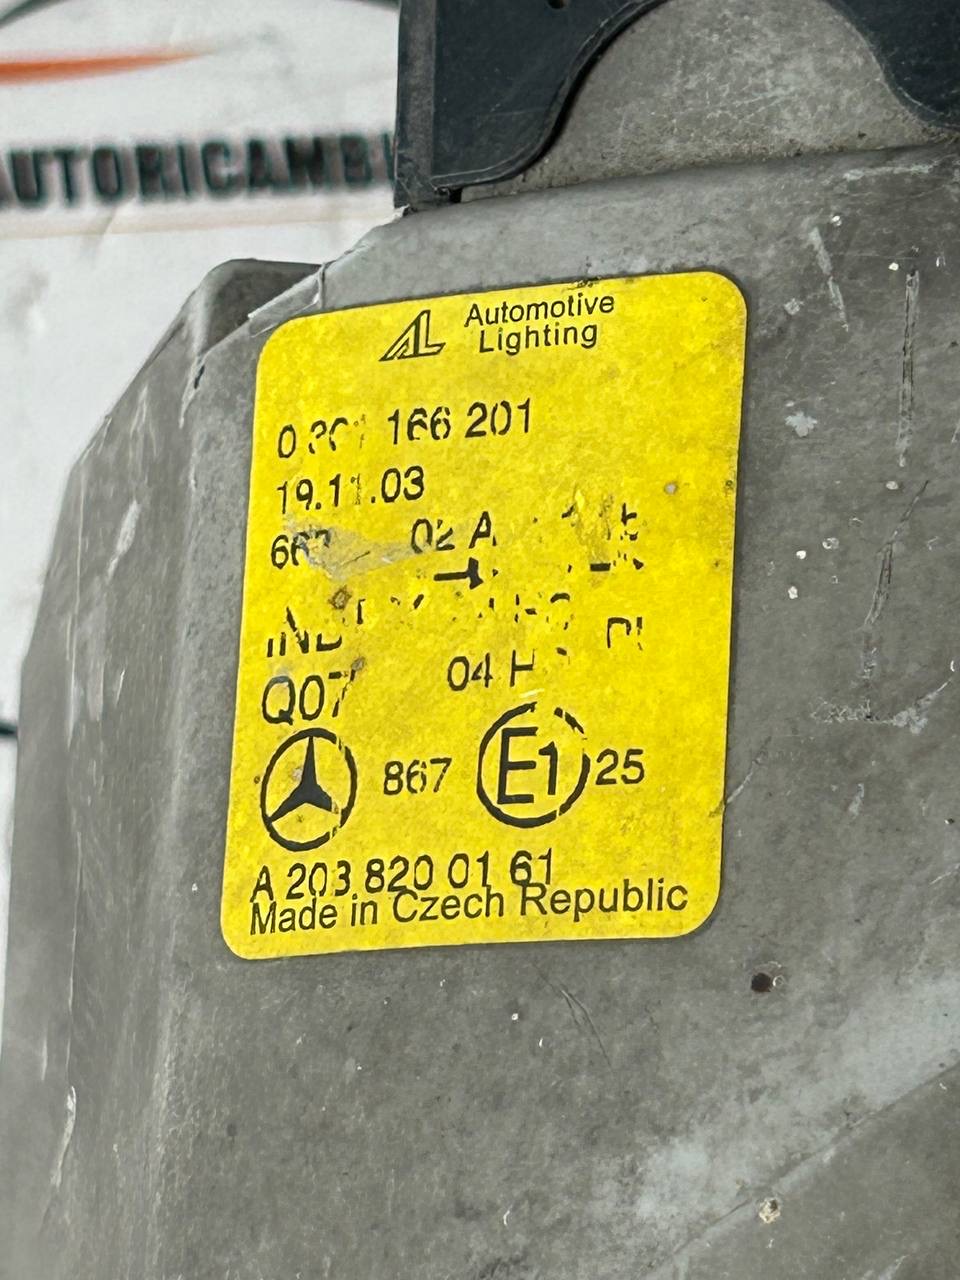 AUTORICAMBI
Automotive
Lighting
166 201
19.11.03
02 A
Q07
04 H
867 E1 25
A 203 820 01 61
Made in Czech Republic